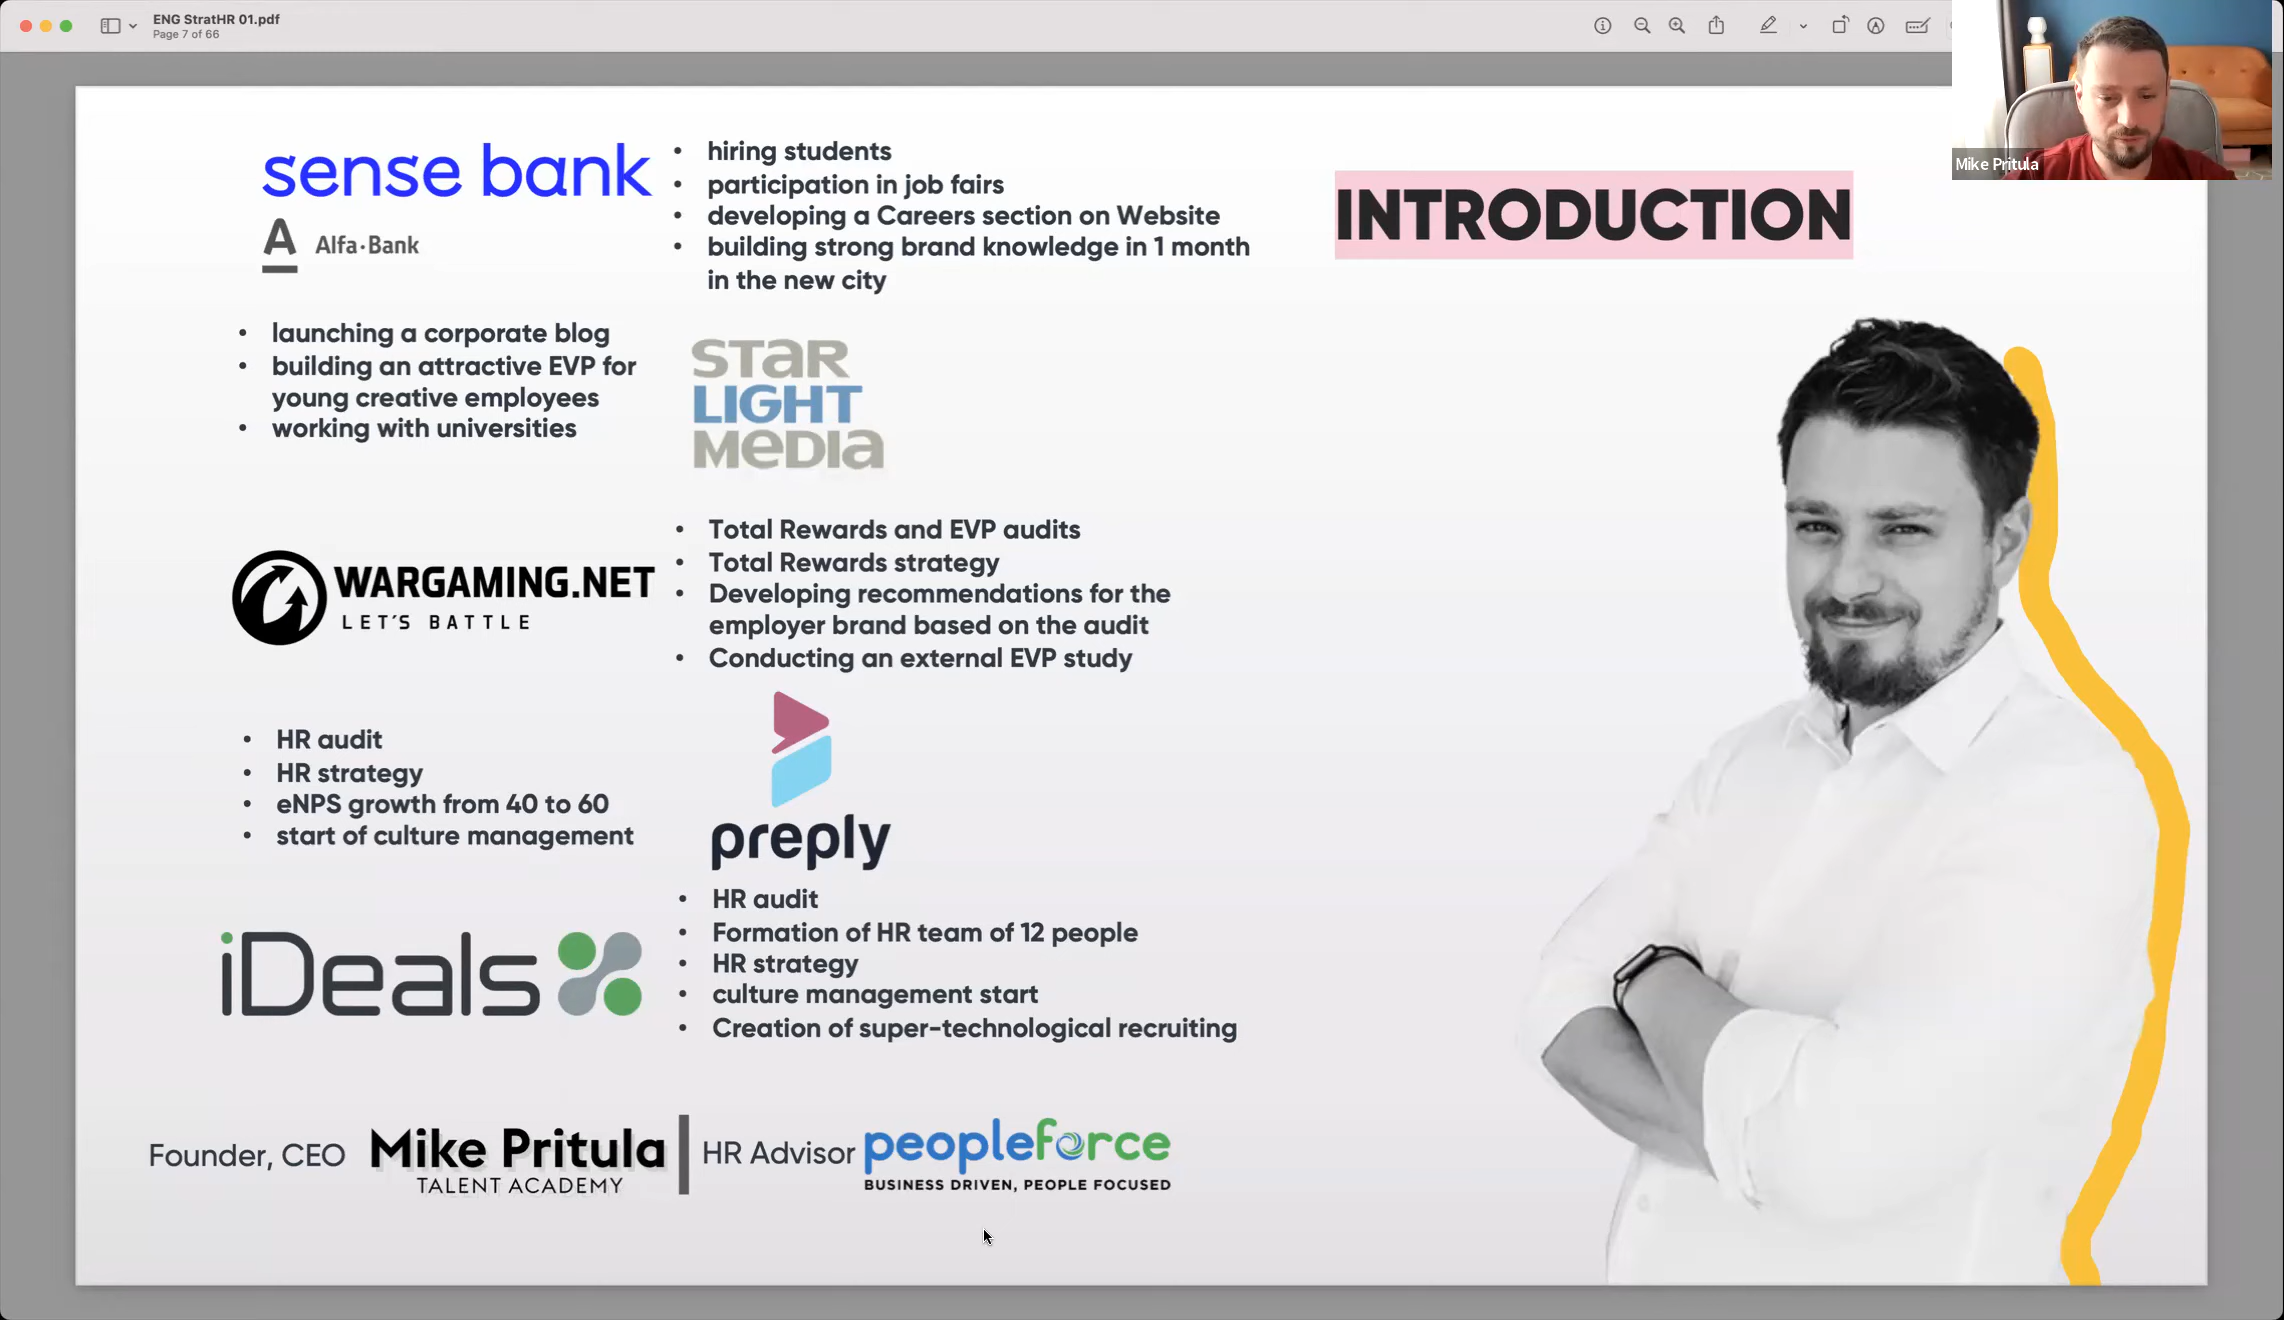 ENG StratHR 01.pdf
Page 7 of 66
Mike Pritula
sense bank
A Alfa·Bank
• hiring students
• participation in job fairs
• developing a Careers section on Website
• building strong brand knowledge in 1 month
in the new city
INTRODUCTION
• launching a corporate blog
• building an attractive EVP for
young creative employees
• working with universities
STAR
LIGHT
MEDIA
WARGAMING.NET
LET'S BATTLE
• Total Rewards and EVP audits
• Total Rewards strategy
• Developing recommendations for the
employer brand based on the audit
• Conducting an external EVP study
• HR audit
• HR strategy
• eNPS growth from 40 to 60
• start of culture management
preply
iDeals
• HR audit
• Formation of HR team of 12 people
• HR strategy
• culture management start
• Creation of super-technological recruiting
Founder, CEO
Mike Pritula
TALENT ACADEMY
HR Advisor
peopleforce
BUSINESS DRIVEN, PEOPLE FOCUSED